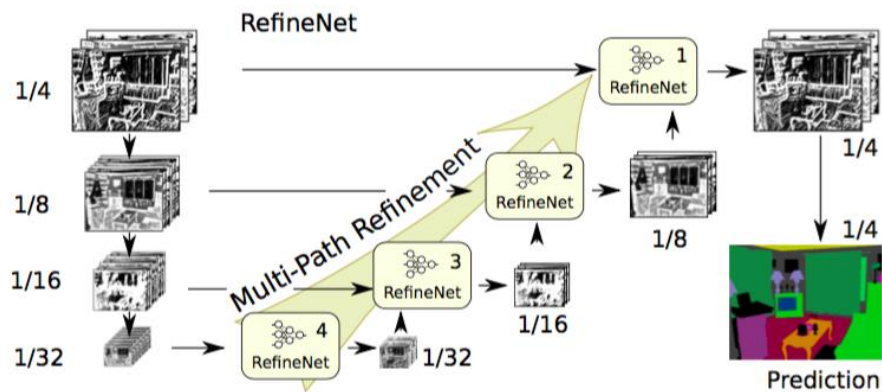 RefineNet
1/4
1
RefineNet
1/4
Multi-Path Refinement
1/8
2
RefineNet
1/8
1/4
1/16
3
RefineNet
1/16
1/32
4
RefineNet
1/32
Prediction